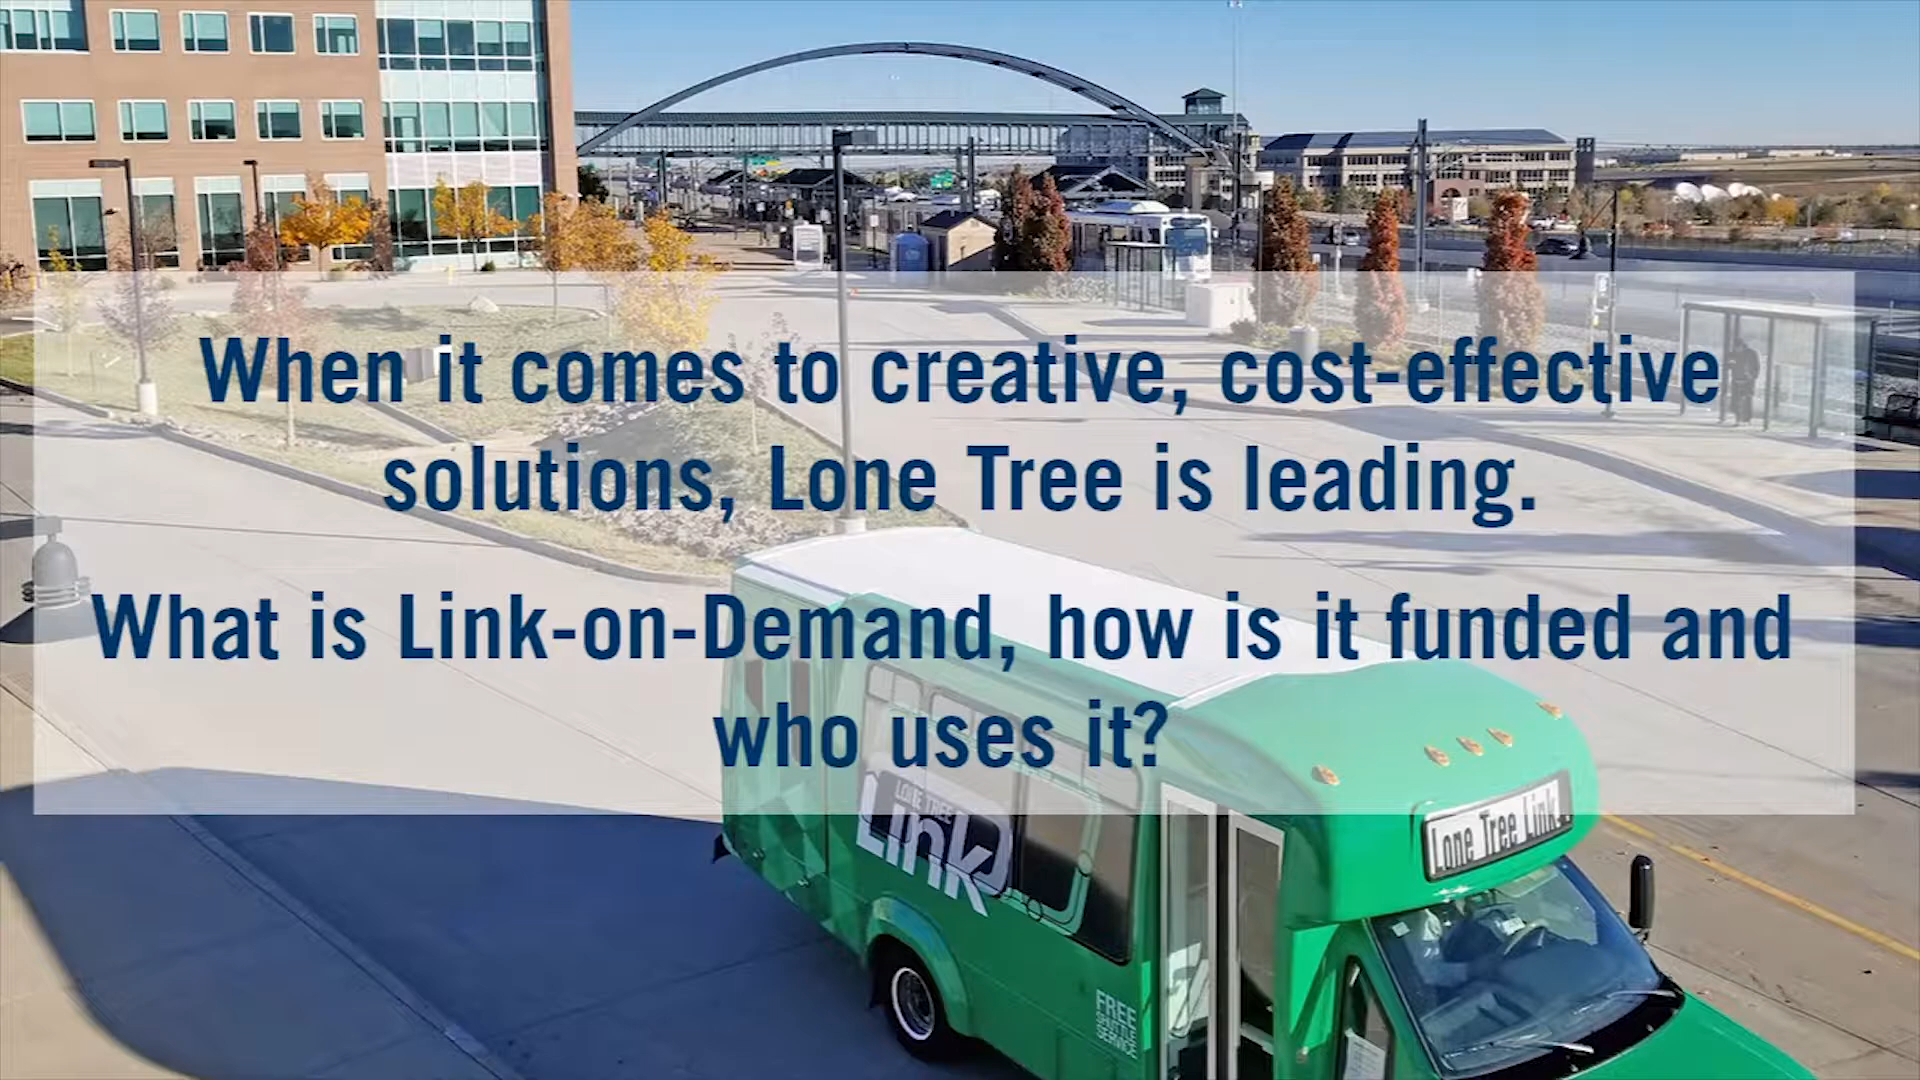 When it comes to creative, cost-effective
solutions, Lone Tree is leading.
What is Link-on-Demand, how is it funded and
who uses it?
LONE TREE
Link
Lone Tree Link
FREE
SHUTTLE
SERVICE